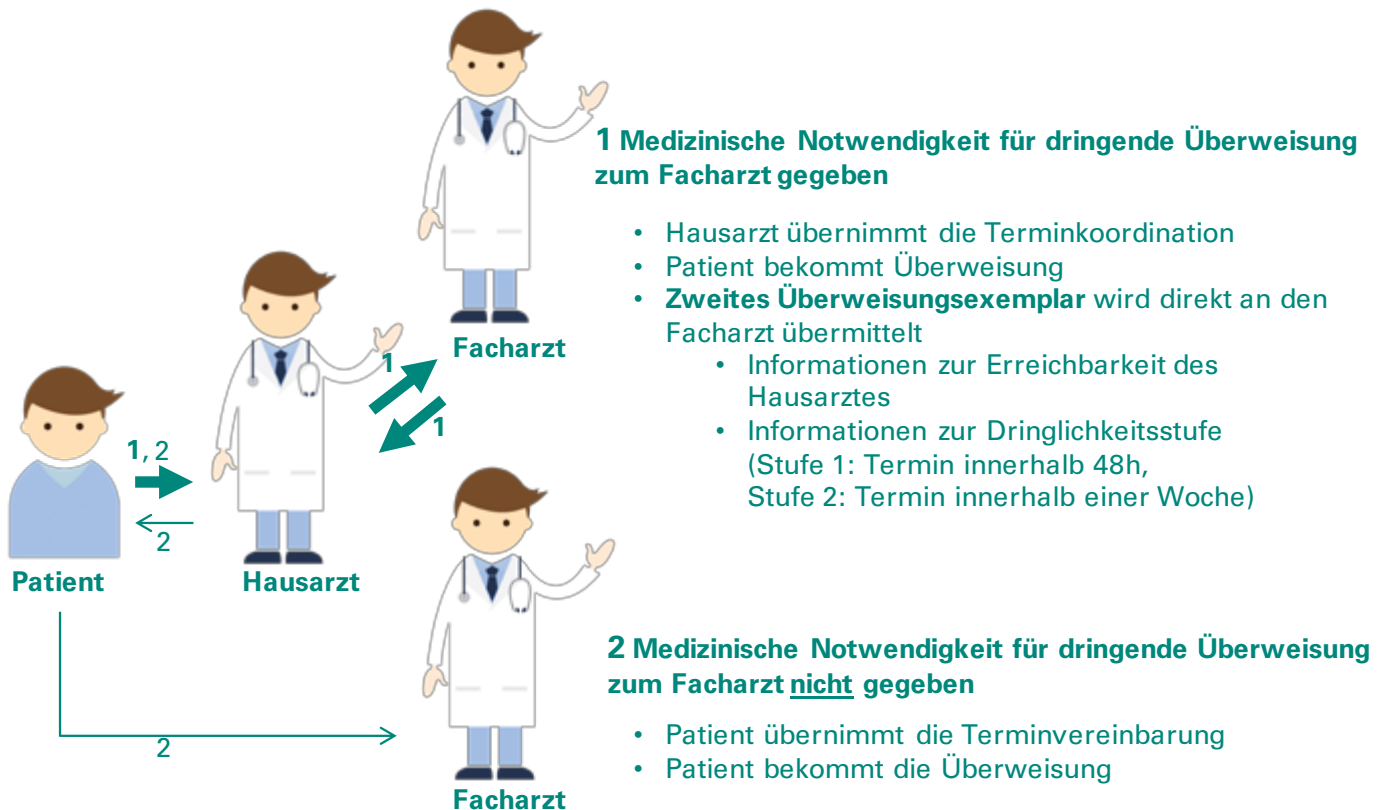 1 Medizinische Notwendigkeit für dringende Überweisung
zum Facharzt gegeben
• Hausarzt übernimmt die Terminkoordination
• Patient bekommt Überweisung
• Zweites Überweisungsexemplar wird direkt an den
Facharzt übermittelt
• Informationen zur Erreichbarkeit des
Hausarztes
• Informationen zur Dringlichkeitsstufe
(Stufe 1: Termin innerhalb 48h,
Stufe 2: Termin innerhalb einer Woche)
Facharzt
1
1
1, 2
2
Patient
Hausarzt
2 Medizinische Notwendigkeit für dringende Überweisung
zum Facharzt nicht gegeben
• Patient übernimmt die Terminvereinbarung
• Patient bekommt die Überweisung
2
Facharzt